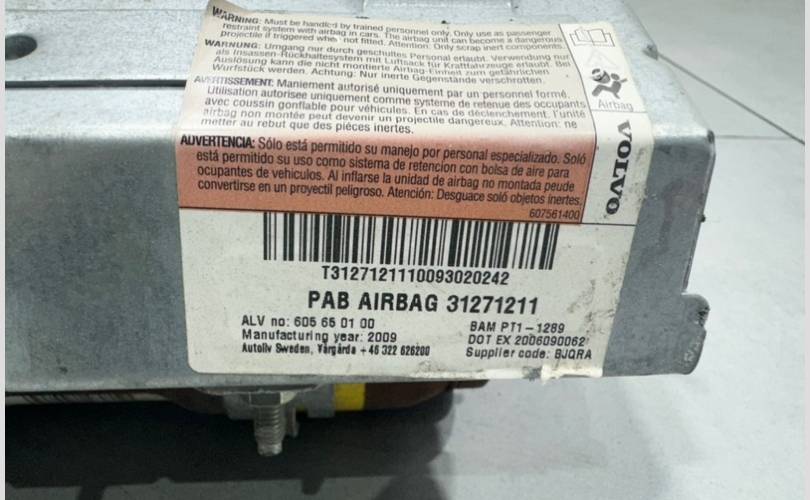 WARNING: Must be handled by trained personnel only. Only use as passenger
restraint system with airbag in cars. The airbag unit can become a dangerous
projectile if triggered when not fitted. Attention: Only scrap inert components.
WARNUNG: Umgang nur durch geschultes Personal erlaubt. Verwendung nur
als Insassen-Rückhaltesystem mit Luftsack für Kraftfahrzeuge erlaubt. Bei
Auslösung kann die nicht montierte Airbag-Einheit zum gefährlichen
Wurfstück werden. Achtung: Nur inerte Gegenstände verschrotten.
AVERTISSEMENT: Maniement autorisé uniquement par un personnel formé.
Utilisation autorisee uniquement comme systeme de retenue des occupants
avec coussin gonflable pour véhicules. En cas de déclenchement, l'unité
airbag non montée peut devenir un projectile dangereux. Attention: ne
metter au rebut que des pièces inertes.
ADVERTENCIA: Sólo está permitido su manejo por personal especializado. Soló
está permitido su uso como sistema de retencion con bolsa de aire para
ocupantes de vehiculos. Al inflarse la unidad de airbag no montada peude
convertirse en un proyectil peligroso. Atención: Desguace soló objetos inertes.
607561400
Airbag
VOLVO
T31271211100930 20242
PAB AIRBAG 31271211
ALV no: 605 65 01 00
Manufacturing year: 2009
Autoliv Sweden, Vårgårda +46 322 626200
BAM PT1-1289
DOT EX 2006090062
Supplier code: BJQRA